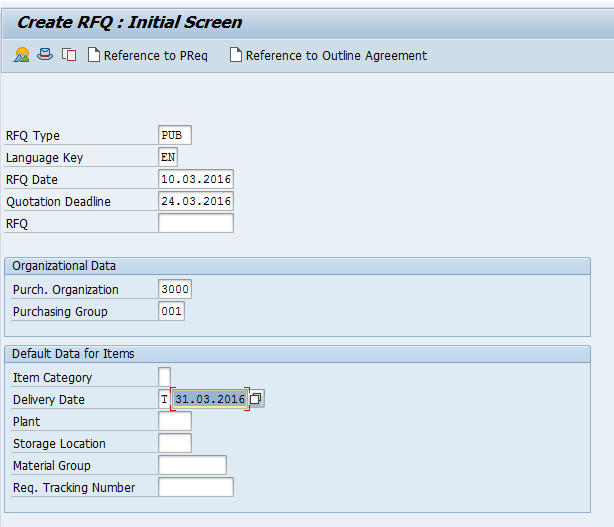 Create RFQ : Initial Screen
Reference to PReq Reference to Outline Agreement
RFQ Type PUB
Language Key EN
RFQ Date 10.03.2016
Quotation Deadline 24.03.2016
RFQ
Organizational Data
Purch. Organization 3000
Purchasing Group 001
Default Data for Items
Item Category
Delivery Date T 31.03.2016
Plant
Storage Location
Material Group
Req. Tracking Number